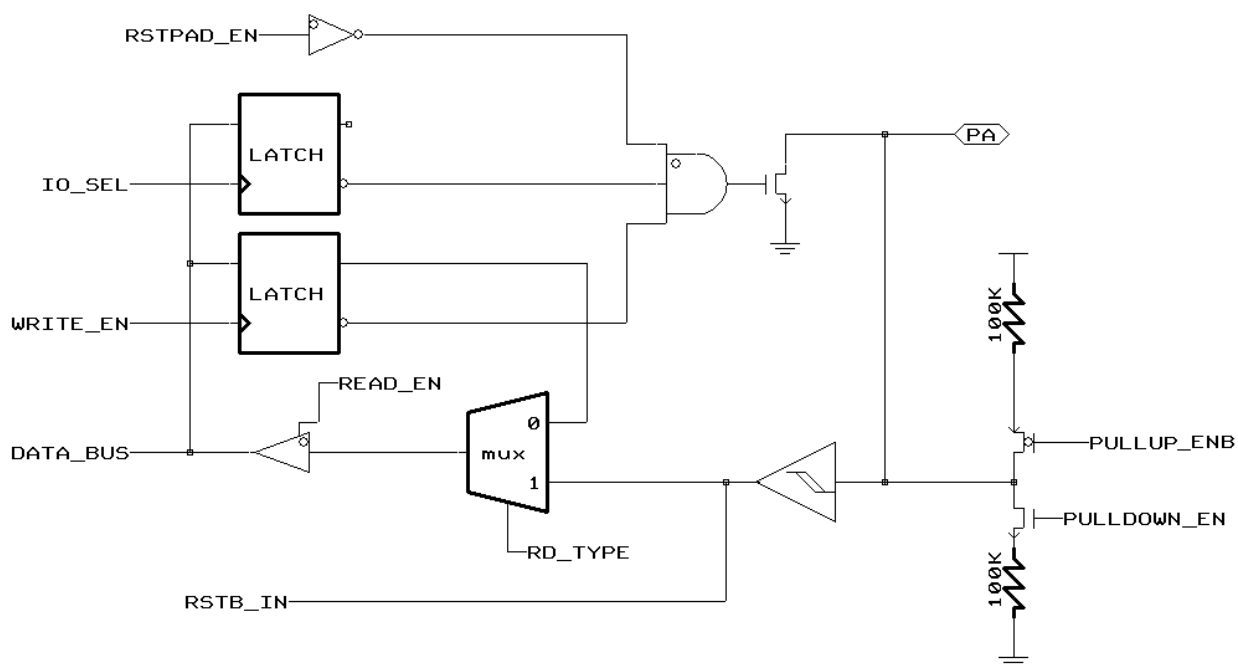 RSTPAD_EN
LATCH
PA
IO_SEL
LATCH
100K
WRITE_EN
READ_EN
0
PULLUP_ENB
DATA_BUS
mux
1
PULLDOWN_EN
RD_TYPE
100K
RSTB_IN